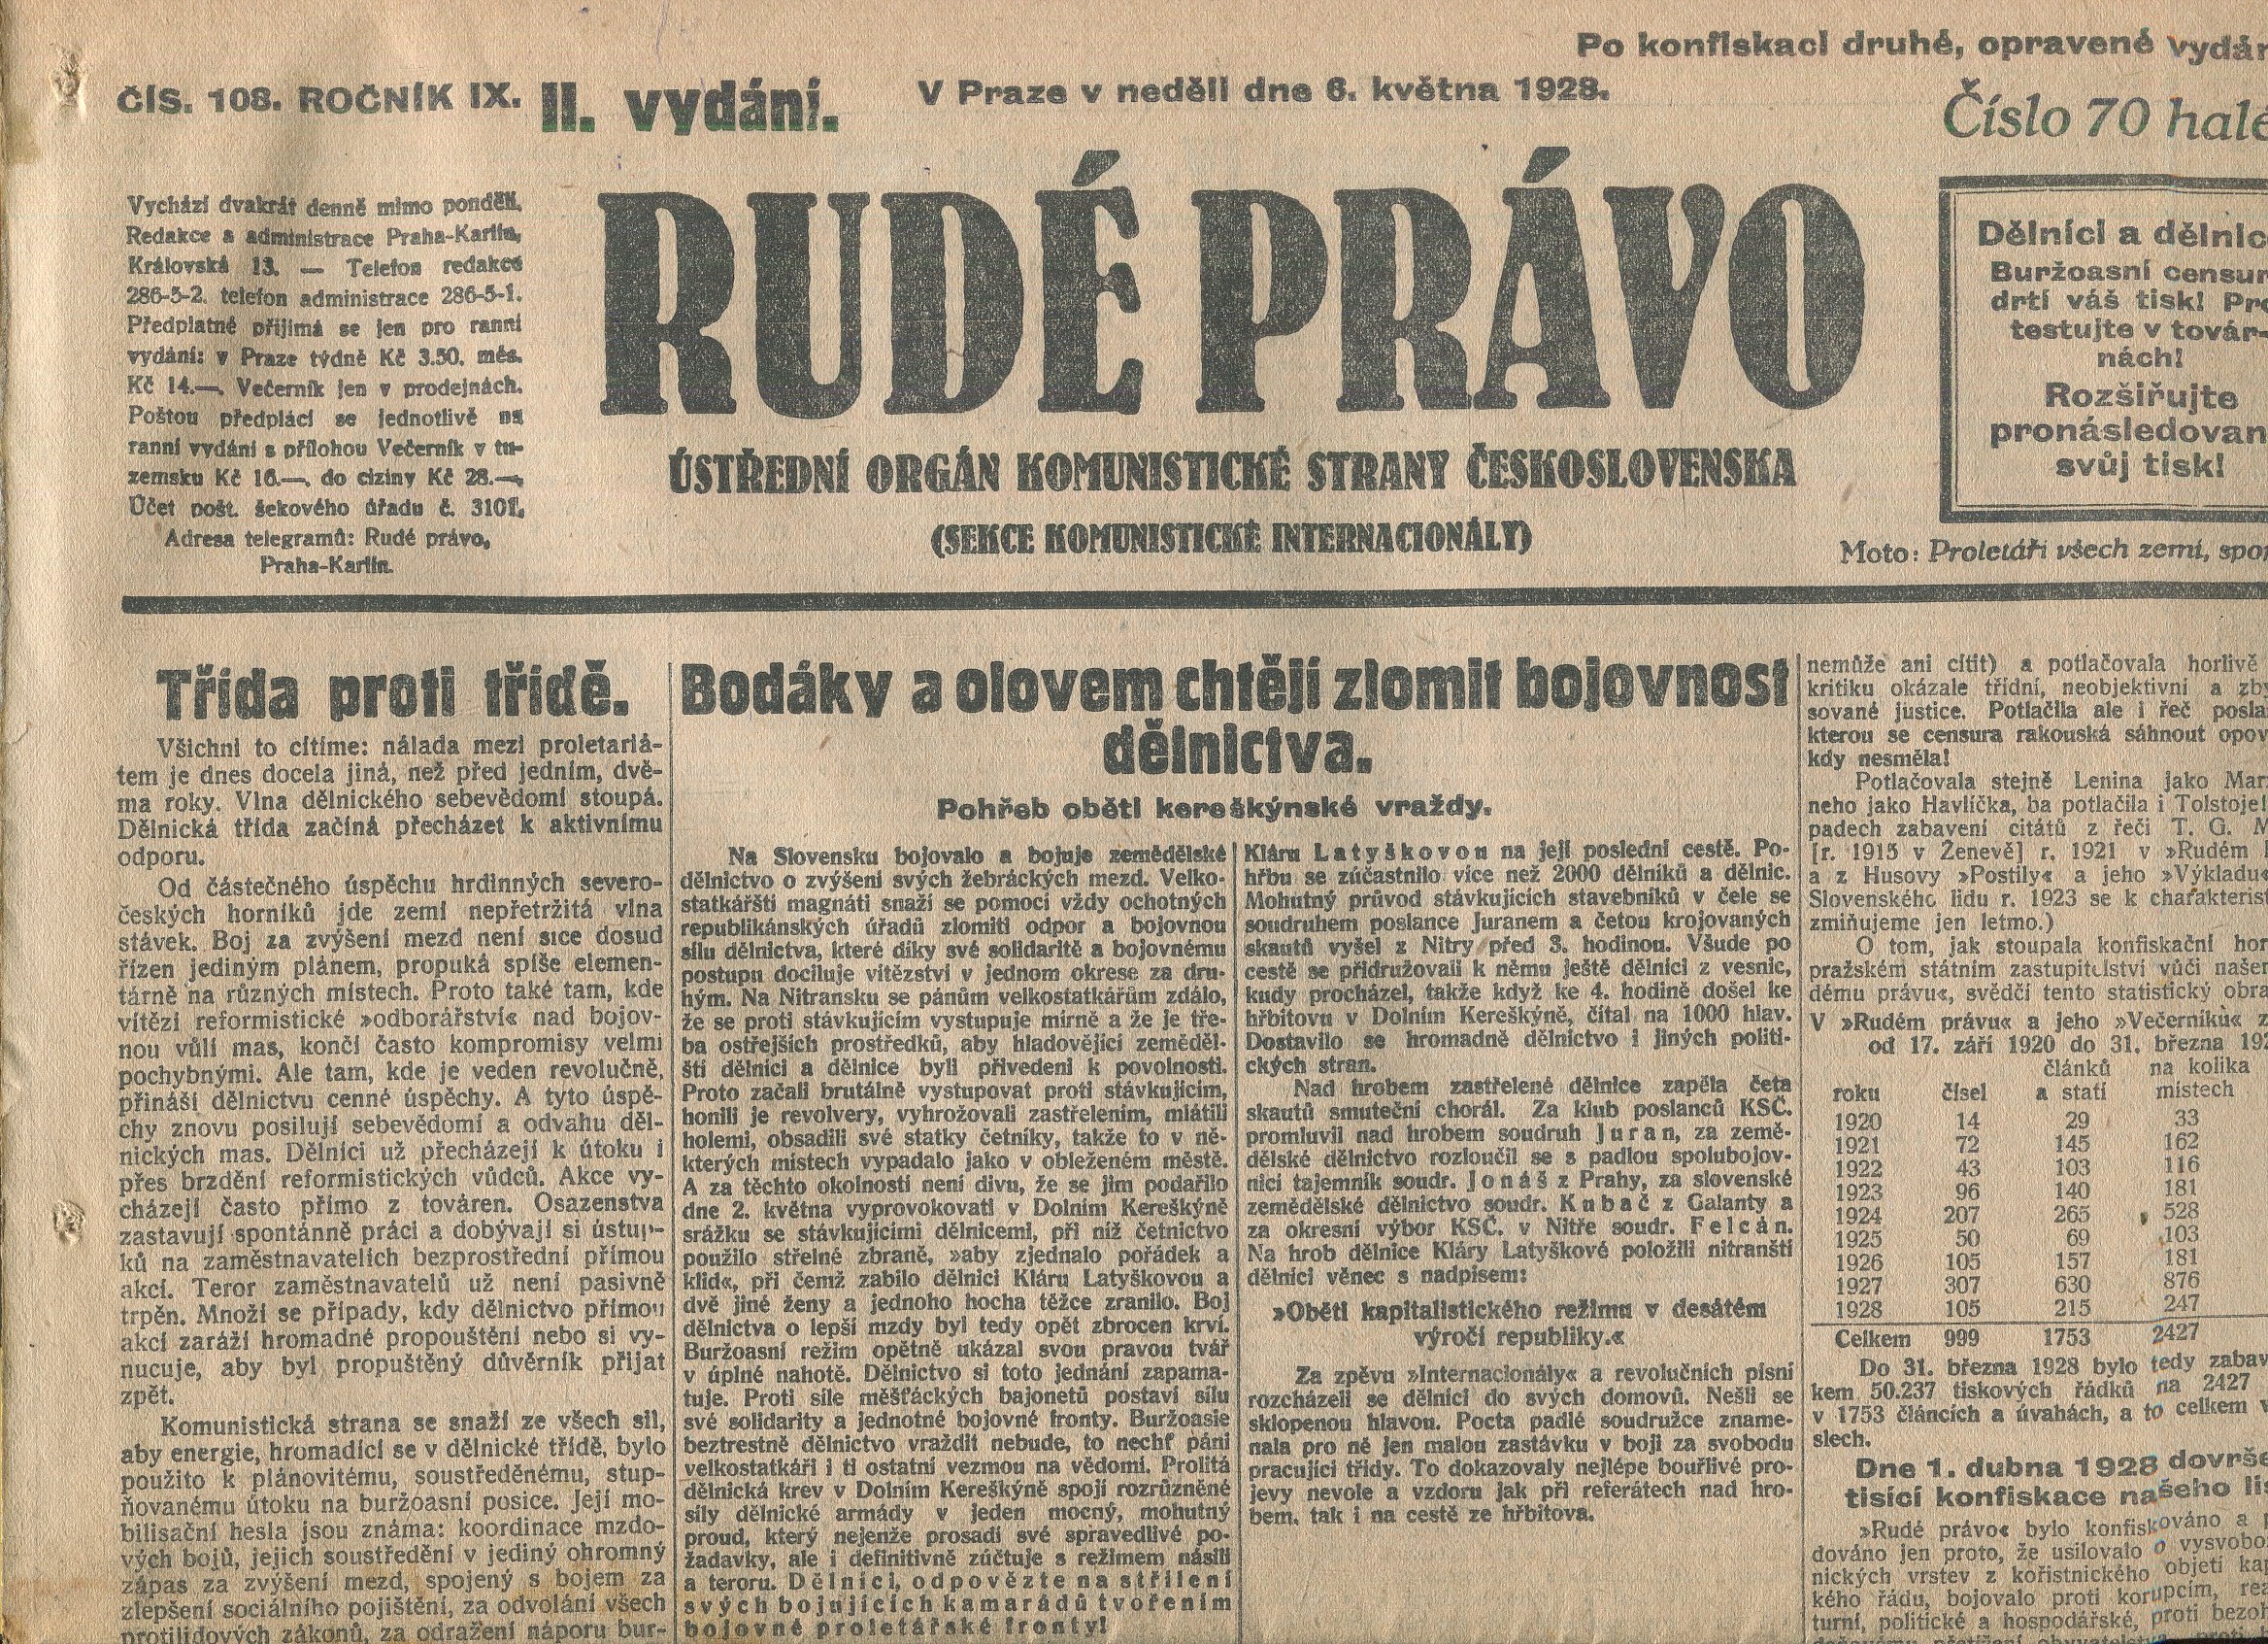 Po konfiskaci druhé, opravené vydán
ČÍS. 108. ROČNÍK IX. II. vydání. V Praze v neděli dne 6. května 1928.
Číslo 70 halé
Vychází dvakrát denně mimo pondělí.
Redakce a administrace Praha-Karlín,
Královská 13. — Telefon redakce
286-5-2. telefon administrace 286-5-1.
Předplatné přijímá se jen pro ranní
vydání: v Praze týdně Kč 3.50. měs.
Kč 14.—. Večerník jen v prodejnách.
Poštou předplácí se jednotlivě na
ranní vydání s přílohou Večerník v tu-
zemsku Kč 16.—, do ciziny Kč 28.—,
Účet pošt. šekového úřadu č. 3101.
Adresa telegramů: Rudé právo,
Praha-Karlín.
RUDÉ PRÁVO
ÚSTŘEDNÍ ORGÁN KOMUNISTICKÉ STRANY ČESKOSLOVENSKA
(SEKCE KOMUNISTICKÉ INTERNACIONÁLY)
Dělníci a dělnic
Buržoasní censur
drtí váš tisk! Pro
testujte v továr-
nách!
Rozšiřujte
pronásledovan
svůj tisk!
Moto: Proletáři všech zemí, spo
Třída proti třídě.
Všichni to cítíme: nálada mezi proletariá-
tem je dnes docela jiná, než před jedním, dvě-
ma roky. Vlna dělnického sebevědomí stoupá.
Dělnická třída začíná přecházet k aktivnímu
odporu.
Od částečného úspěchu hrdinných severo-
českých horníků jde zemí nepřetržitá vlna
stávek. Boj za zvýšení mezd není sice dosud
řízen jediným plánem, propuká spíše elemen-
tárně na různých místech. Proto také tam, kde
vítězí reformistické »odborářství« nad bojov-
nou vůlí mas, končí často kompromisy velmi
pochybnými. Ale tam, kde je veden revolučně,
přináší dělnictvu cenné úspěchy. A tyto úspě-
chy znovu posilují sebevědomí a odvahu děl-
nických mas. Dělníci už přecházejí k útoku i
přes brzdění reformistických vůdců. Akce vy-
cházejí často přímo z továren. Osazenstva
zastavují spontánně práci a dobývají si ústup-
ků na zaměstnavatelích bezprostřední přímou
akcí. Teror zaměstnavatelů už není pasivně
trpěn. Množí se případy, kdy dělnictvo přímou
akcí zaráží hromadné propouštění nebo si vy-
nucuje, aby byl propuštěný důvěrník přijat
zpět.
Komunistická strana se snaží ze všech sil,
aby energie, hromadící se v dělnické třídě, bylo
použito k plánovitému, soustředěnému, stup-
ňovanému útoku na buržoasní posice. Její mo-
bilisační hesla jsou známa: koordinace mzdo-
vých bojů, jejich soustředění v jediný ohromný
zápas za zvýšení mezd, spojený s bojem za
zlepšení sociálního pojištění, za odvolání všech
protilidových zákonů, za odražení náporu bur-
Bodáky a olovem chtějí zlomit bojovnost
dělnictva.
Pohřeb oběti kereškýnské vraždy.
Na Slovensku bojovalo a bojuje zemědělské
dělnictvo o zvýšení svých žebráckých mezd. Velko-
statkářští magnáti snaží se pomocí vždy ochotných
republikánských úřadů zlomiti odpor a bojovnou
sílu dělnictva, které díky své solidaritě a bojovnému
postupu dociluje vítězství v jednom okrese za dru-
hým. Na Nitransku se pánům velkostatkářům zdálo,
že se proti stávkujícím vystupuje mírně a že je tře-
ba ostřejších prostředků, aby hladovějící zeměděl-
ští dělníci a dělnice byli přivedeni k povolnosti.
Proto začali brutálně vystupovat proti stávkujícím,
honili je revolvery, vyhrožovali zastřelením, mlátili
holemi, obsadili své statky četníky, takže to v ně-
kterých místech vypadalo jako v obleženém městě.
A za těchto okolností není divu, že se jim podařilo
dne 2. května vyprovokovati v Dolním Kereškýně
srážku se stávkujícími dělnicemi, při níž četnictvo
použilo střelné zbraně, »aby zjednalo pořádek a
klid«, při čemž zabilo dělnici Kláru Latyškovou a
dvě jiné ženy a jednoho hocha těžce zranilo. Boj
dělnictva o lepší mzdy byl tedy opět zbrocen krví.
Buržoasní režim opětně ukázal svou pravou tvář
v úplné nahotě. Dělnictvo si toto jednání zapama-
tuje. Proti síle měšťáckých bajonetů postaví sílu
své solidarity a jednotné bojovné fronty. Buržoasie
beztrestně dělnictvo vraždit nebude, to nechť páni
velkostatkáři i ti ostatní vezmou na vědomí. Prolitá
dělnická krev v Dolním Kereškýně spojí rozrůzněné
síly dělnické armády v jeden mocný, mohutný
proud, který nejenže prosadí své spravedlivé po-
žadavky, ale i definitivně zúčtuje s režimem násilí
a teroru. Dělníci, odpovězte na střílení
svých bojujících kamarádů tvořením
bojovné proletářské fronty!
Kláru Latyškovou na její poslední cestě. Po-
hřbu se zúčastnilo více než 2000 dělníků a dělnic.
Mohutný průvod stávkujících stavebníků v čele se
soudruhem poslance Juranem a četou krojovaných
skautů vyšel z Nitry před 3. hodinou. Všude po
cestě se přidružovali k němu ještě dělníci z vesnic,
kudy procházel, takže když ke 4. hodině došel ke
hřbitovu v Dolním Kereškýně, čítal na 1000 hlav.
Dostavilo se hromadně dělnictvo i jiných politi-
ckých stran.
Nad hrobem zastřelené dělnice zapěla četa
skautů smuteční chorál. Za klub poslanců KSČ.
promluvil nad hrobem soudruh Juran, za země-
dělské dělnictvo rozloučil se s padlou spolubojov-
nicí tajemník soudr. Jonáš z Prahy, za slovenské
zemědělské dělnictvo soudr. Kubač z Galanty a
za okresní výbor KSČ. v Nitře soudr. Felcán.
Na hrob dělnice Kláry Latyškové položili nitranští
dělníci věnec s nadpisem:
»Oběti kapitalistického režimu v desátém
výročí republiky.«
Za zpěvu »Internacionály« a revolučních písní
rozcházeli se dělníci do svých domovů. Nešli se
sklopenou hlavou. Pocta padlé soudružce zname-
nala pro ně jen malou zastávku v boji za svobodu
pracující třídy. To dokazovaly nejlépe bouřlivé pro-
jevy nevole a vzdoru jak při referátech nad hro-
bem, tak i na cestě ze hřbitova.
nemůže ani cítit) a potlačovala horlivě
kritiku okázale třídní, neobjektivní a zby
sované justice. Potlačila ale i řeč posla
kterou se censura rakouská sáhnout opov
kdy nesměla!
Potlačovala stejně Lenina jako Mar
neho jako Havlíčka, ba potlačila i Tolstoje!
padech zabavení citátů z řeči T. G. M
[r. 1915 v Ženevě] r. 1921 v »Rudém
a z Husovy »Postily« a jeho »Výkladu«
Slovenského lidu r. 1923 se k charakterist
zmiňujeme jen letmo.)
O tom, jak stoupala konfiskační hor
pražském státním zastupitelství vůči našem
dému právu«, svědčí tento statistický obra
V »Rudém právu« a jeho »Večerníku« z
od 17. září 1920 do 31. března 192
článků na kolika
roku čísel a statí místech
1920 14 29 33
1921 72 145 162
1922 43 103 116
1923 96 140 181
1924 207 265 528
1925 50 69 103
1926 105 157 181
1927 307 630 876
1928 105 215 247
Celkem 999 1753 2427
Do 31. března 1928 bylo tedy zabav
kem 50.237 tiskových řádků na 2427
v 1753 článcích a úvahách, a to celkem v
slech.
Dne 1. dubna 1928 dovrše
tisící konfiskace našeho lis
»Rudé právo« bylo konfiskováno a p
dováno jen proto, že usilovalo o vysvobo
nických vrstev z kořistnického objetí kap
kého řádu, bojovalo proti korupcím, rea
turní, politické a hospodářské, proti bezoh